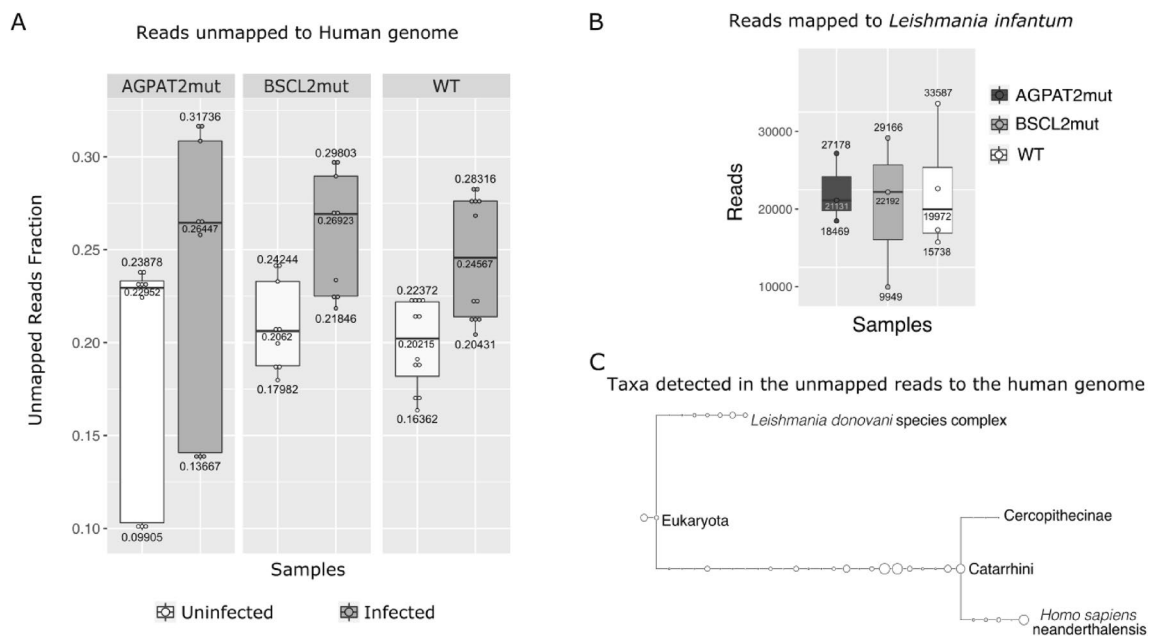 A
Reads unmapped to Human genome
AGPAT2mut
BSCL2mut
WT
Unmapped Reads Fraction
0.30
0.25
0.20
0.15
0.10
0.23878
0.22952
0.09905
0.31736
0.26447
0.13667
0.24244
0.2062
0.17982
0.29803
0.26923
0.21846
0.22372
0.20215
0.16362
0.28316
0.24567
0.20431
Samples
Uninfected
Infected
B
Reads mapped to Leishmania infantum
Reads
30000
20000
10000
27178
21131
18469
29166
22192
9949
33587
19972
15738
Samples
AGPAT2mut
BSCL2mut
WT
C
Taxa detected in the unmapped reads to the human genome
Leishmania donovani species complex
Eukaryota
Cercopithecinae
Catarrhini
Homo sapiens
neanderthalensis